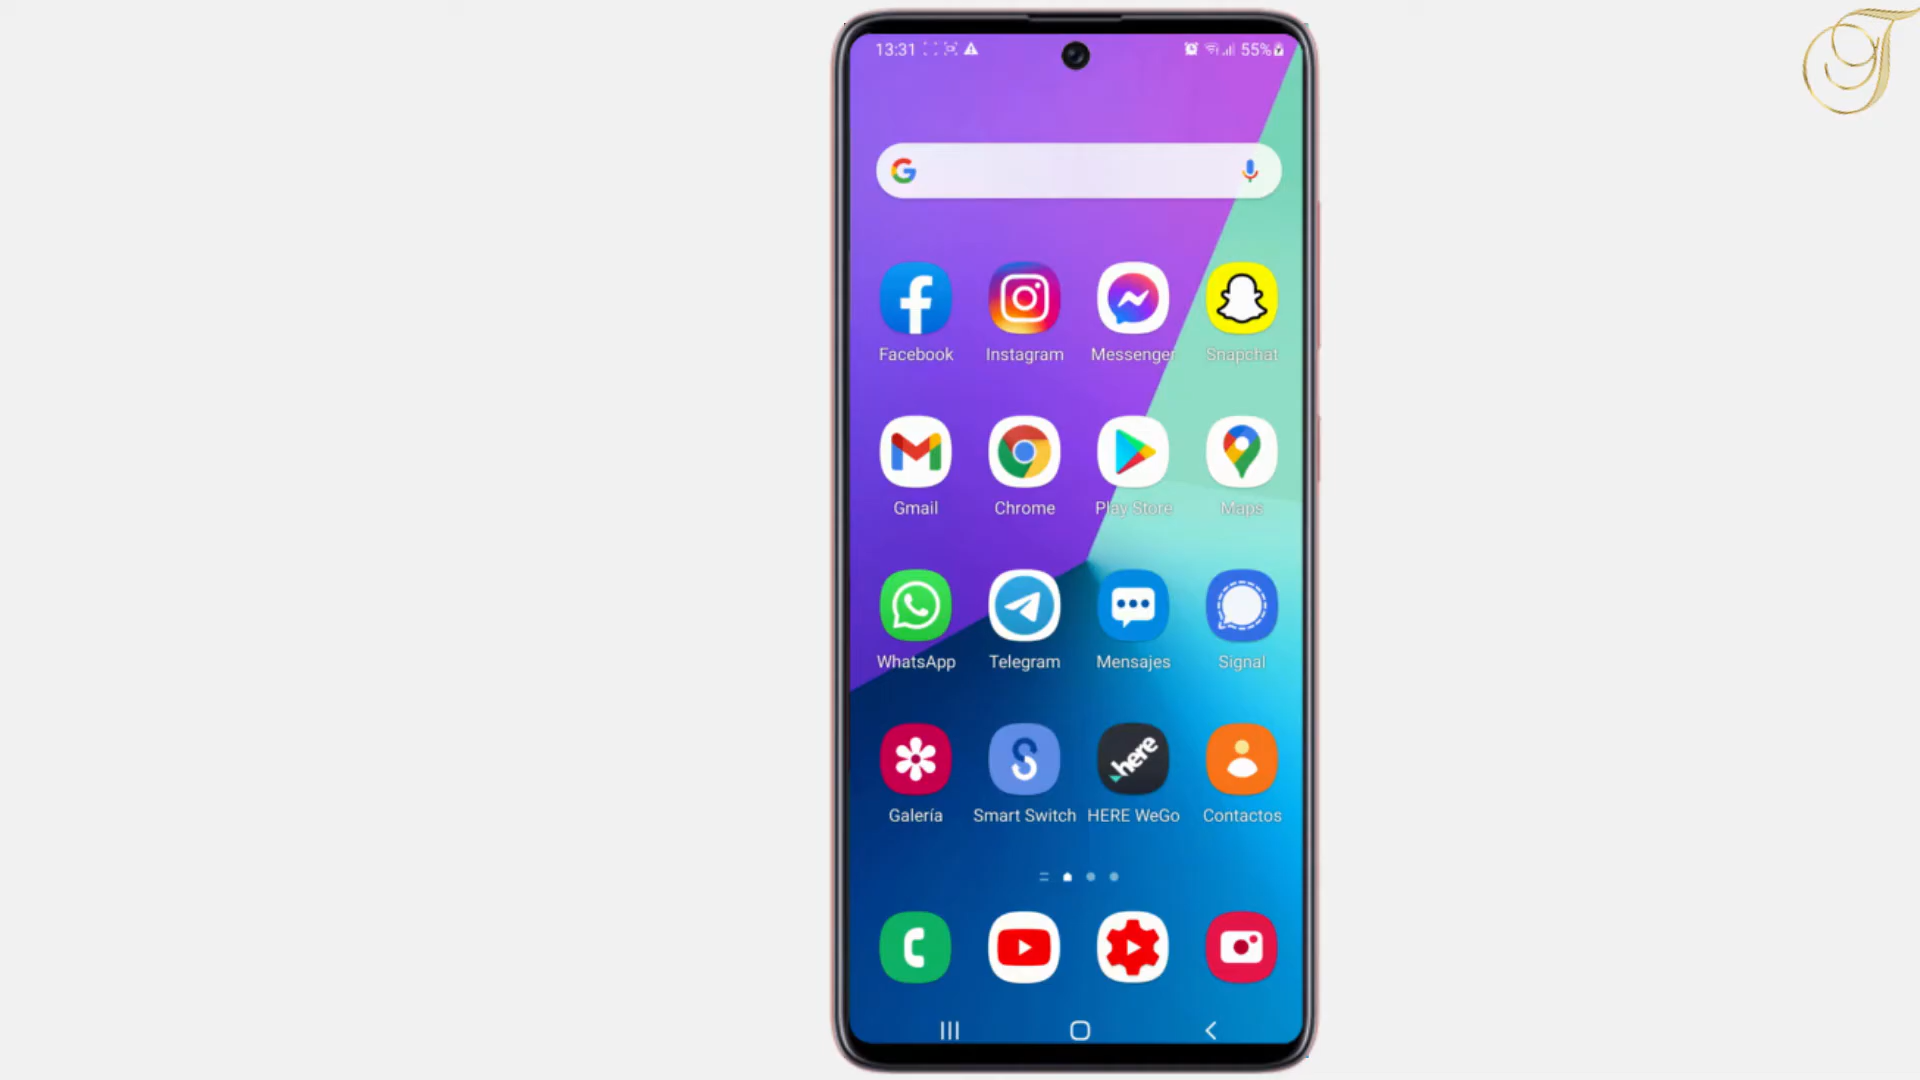 13:31 55%
Facebook Instagram Messenger Snapchat
Gmail Chrome Play Store Maps
WhatsApp Telegram Mensajes Signal
here
Galería Smart Switch HERE WeGo Contactos